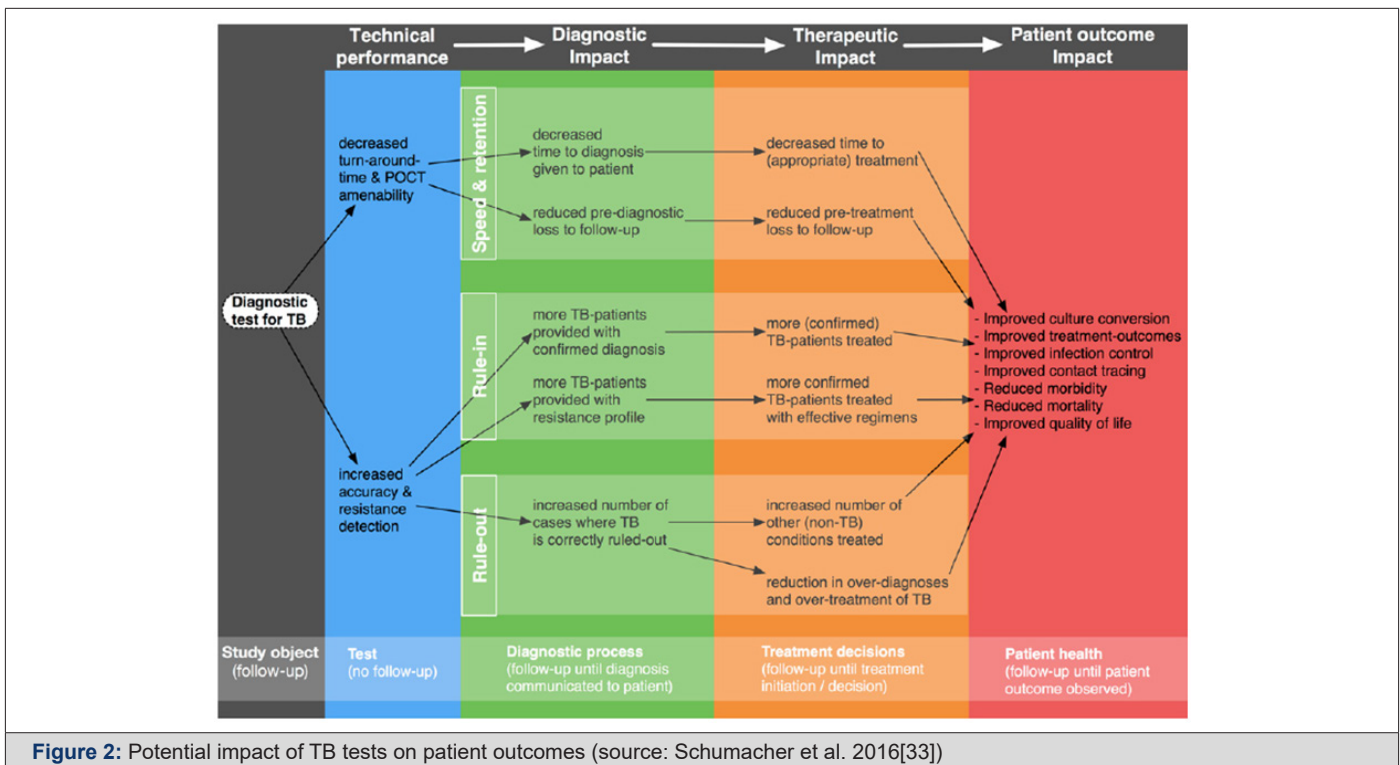 Technical
performance
Diagnostic
Impact
Therapeutic
Impact
Patient outcome
Impact
Speed & retention
decreased
turn-around-
time & POCT
amenability
decreased
time to diagnosis
given to patient
decreased time to
(appropriate) treatment
reduced pre-diagnostic
loss to follow-up
reduced pre-treatment
loss to follow-up
Diagnostic
test for TB
Rule-in
more TB-patients
provided with
confirmed diagnosis
more (confirmed)
TB-patients treated
more TB-patients
provided with
resistance profile
more confirmed
TB-patients treated
with effective regimens
- Improved culture conversion
- Improved treatment-outcomes
- Improved infection control
- Improved contact tracing
- Reduced morbidity
- Reduced mortality
- Improved quality of life
increased
accuracy &
resistance
detection
Rule-out
increased number of
cases where TB
is correctly ruled-out
increased number of
other (non-TB)
conditions treated
reduction in over-diagnoses
and over-treatment of TB
Study object
(follow-up)
Test
(no follow-up)
Diagnostic process
(follow-up until diagnosis
communicated to patient)
Treatment decisions
(follow-up until treatment
initiation / decision)
Patient health
(follow-up until patient
outcome observed)
Figure 2: Potential impact of TB tests on patient outcomes (source: Schumacher et al. 2016[33])